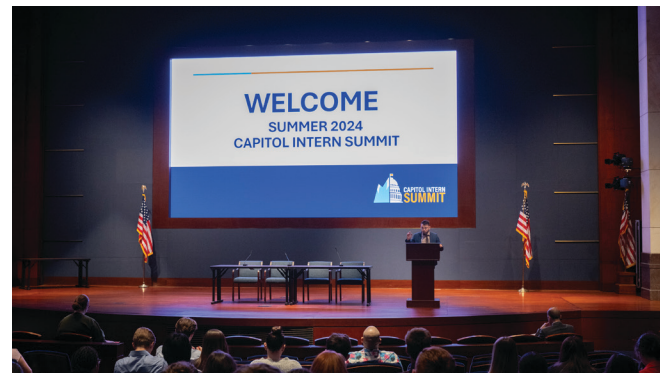 WELCOME
SUMMER 2024
CAPITOL INTERN SUMMIT
CAPITOL INTERN
SUMMIT